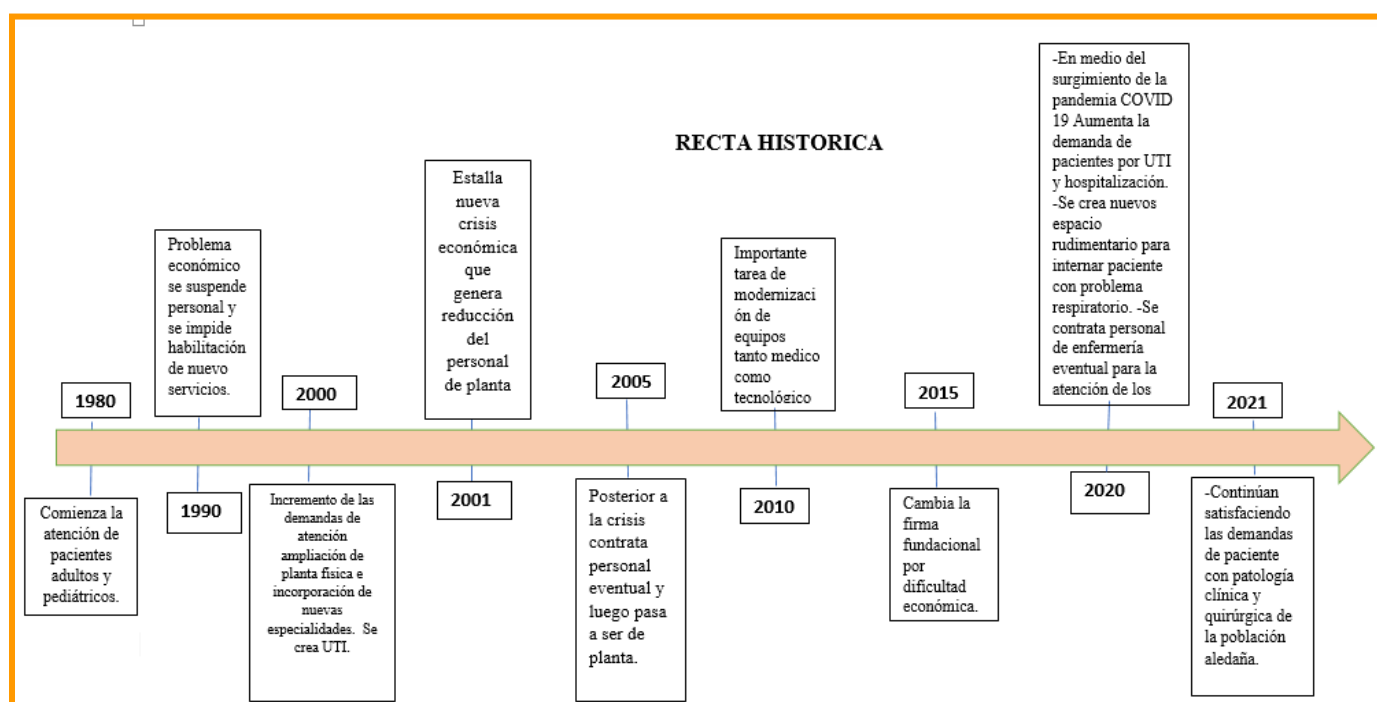 RECTA HISTORICA
1980
Comienza la
atención de
pacientes
adultos y
pediátricos.
Problema
económico
se suspende
personal y
se impide
habilitación
de nuevo
servicios.
1990
2000
Incremento de las
demandas de
atención
ampliación de
planta física e
incorporación de
nuevas
especialidades. Se
crea UTI.
Estalla
nueva
crisis
económica
que
genera
reducción
del
personal
de planta
2001
2005
Posterior a
la crisis
contrata
personal
eventual y
luego pasa
a ser de
planta.
Importante
tarea de
modernizaci
ón de
equipos
tanto medico
como
tecnológico
2010
2015
Cambia la
firma
fundacional
por
dificultad
económica.
-En medio del
surgimiento de la
pandemia COVID
19 Aumenta la
demanda de
pacientes por UTI
y hospitalización.
-Se crea nuevos
espacio
rudimentario para
internar paciente
con problema
respiratorio. -Se
contrata personal
de enfermería
eventual para la
atención de los
2020
2021
-Continúan
satisfaciendo
las demandas
de paciente
con patología
clínica y
quirúrgica de
la población
aledaña.